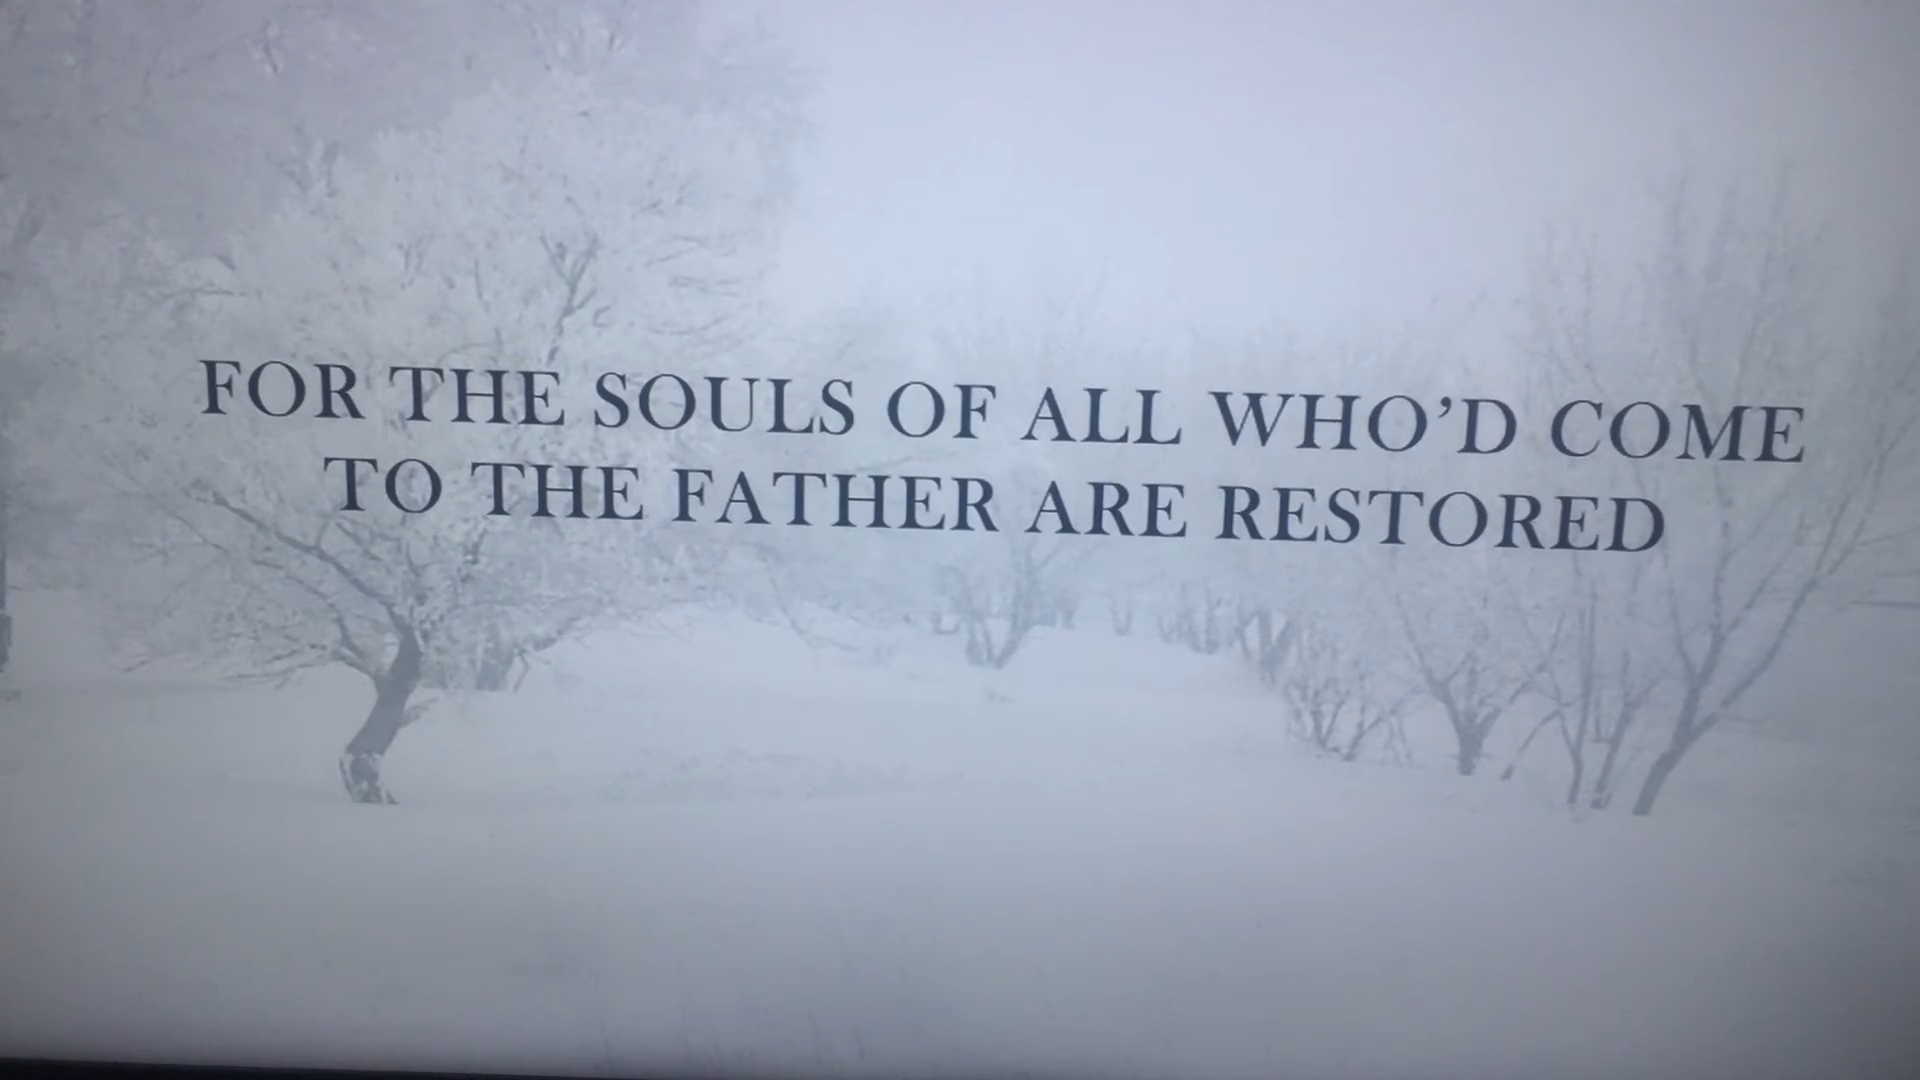 FOR THE SOULS OF ALL WHO'D COME
TO THE FATHER ARE RESTORED